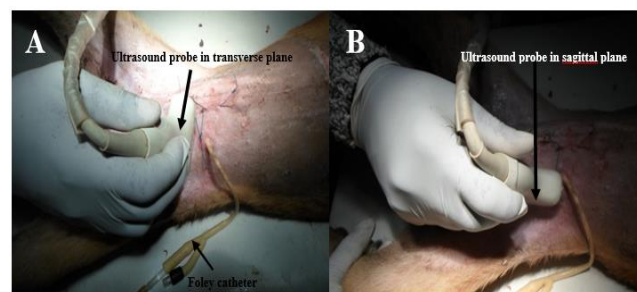 A
Ultrasound probe in transverse plane
Foley catheter
B
Ultrasound probe in sagittal plane